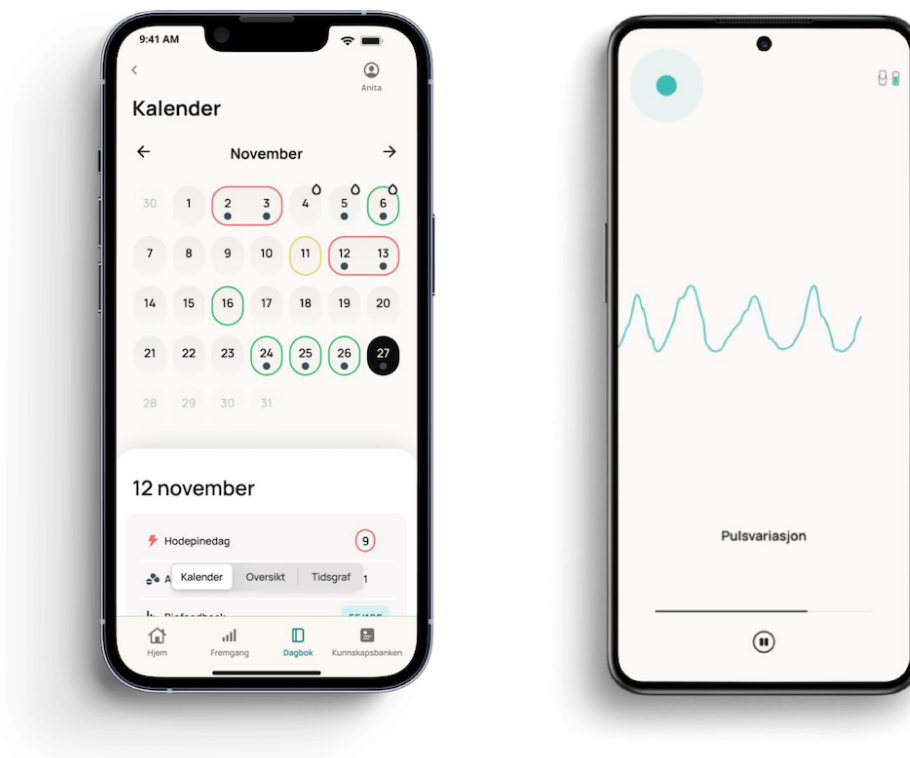 9:41 AM
Anita
Kalender
November
30 1 2 3 4 5 6
7 8 9 10 11 12 13
14 15 16 17 18 19 20
21 22 23 24 25 26 27
28 29 30 31
12 november
Hodepinedag 9
A 1
Kalender Oversikt Tidsgraf
Hjem Fremgang Dagbok Kunnskapsbanken
Pulsvariasjon